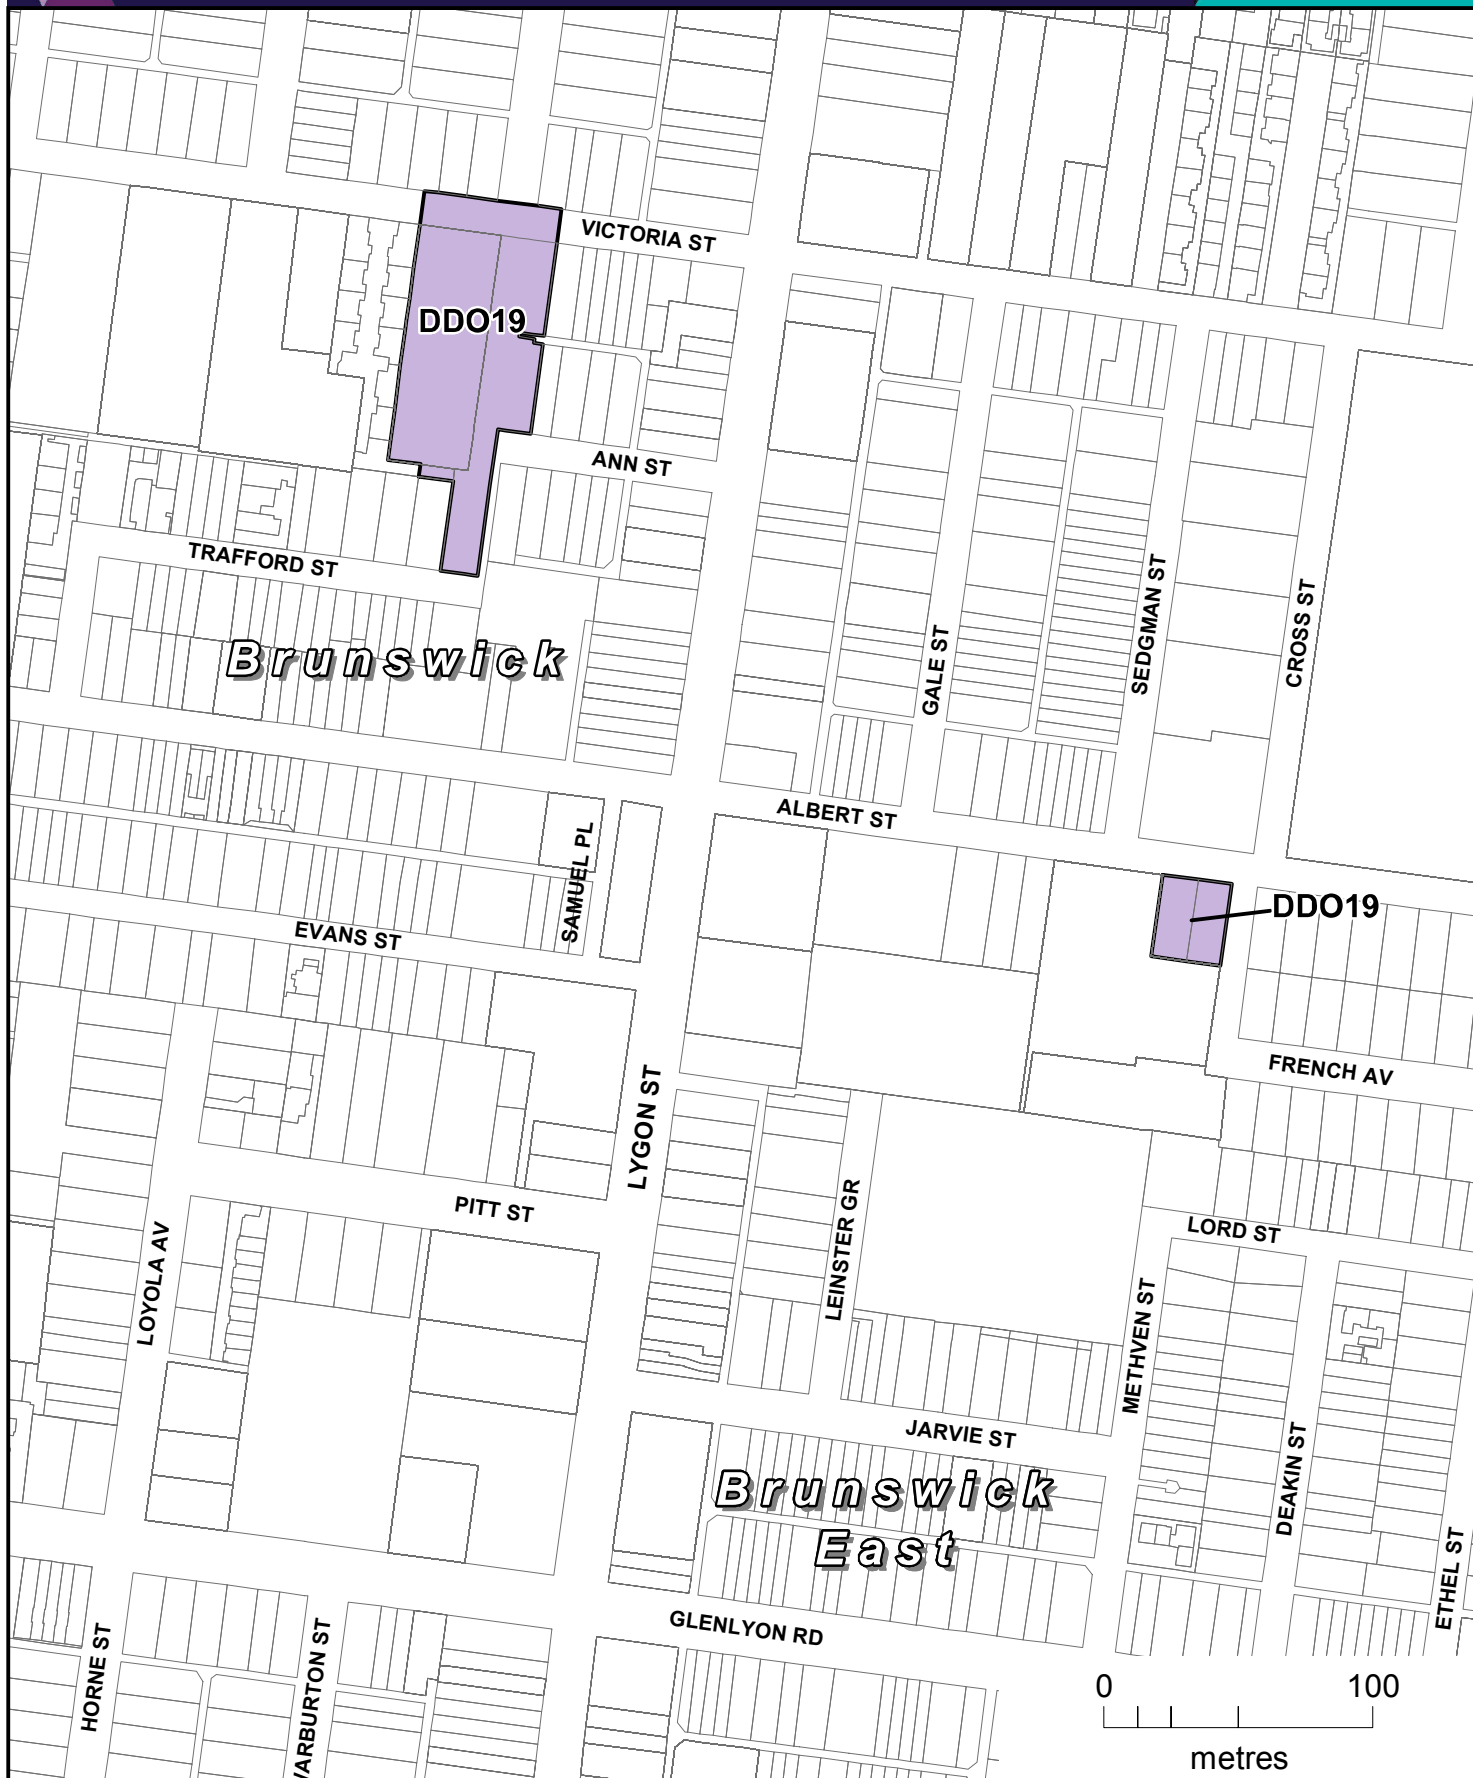 VICTORIA ST
DDO19
ANN ST
TRAFFORD ST
Brunswick
GALE ST
SEDGMAN ST
CROSS ST
ALBERT ST
SAMUEL PL
DDO19
EVANS ST
FRENCH AV
LYGON ST
PITT ST
LEINSTER GR
LORD ST
LOYOLA AV
METHVEN ST
JARVIE ST
DEAKIN ST
Brunswick
East
ETHEL ST
GLENLYON RD
HORNE ST
WARBURTON ST
0 100
metres